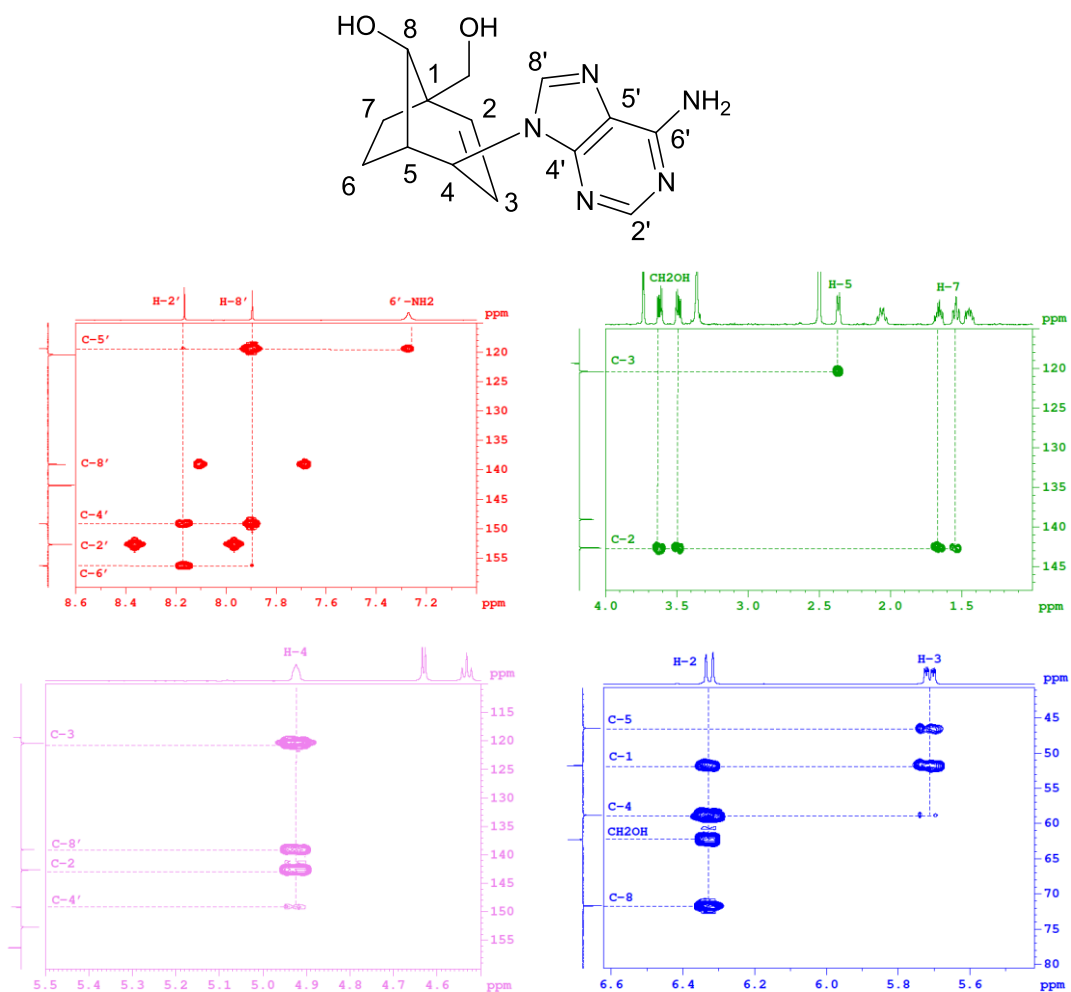 HO
8
OH
1
8'
N
7
2
5'
NH2
N
6'
4'
6
5
4
3
N
N
2'
H-2' H-8' 6'-NH2
ppm
C-5'
120
125
130
135
C-8'
140
145
C-4'
150
C-2'
155
C-6'
8.6 8.4 8.2 8.0 7.8 7.6 7.4 7.2 ppm
CH2OH H-5 H-7
ppm
C-3
120
125
130
135
140
C-2
145
4.0 3.5 3.0 2.5 2.0 1.5 ppm
H-4
ppm
115
C-3
120
125
130
135
C-8'
140
C-2
145
C-4'
150
155
5.5 5.4 5.3 5.2 5.1 5.0 4.9 4.8 4.7 4.6 ppm
H-2 H-3
ppm
C-5
45
C-1
50
55
C-4
60
CH2OH
65
70
C-8
75
80
6.4 6.2 6.0 5.8 5.6 ppm